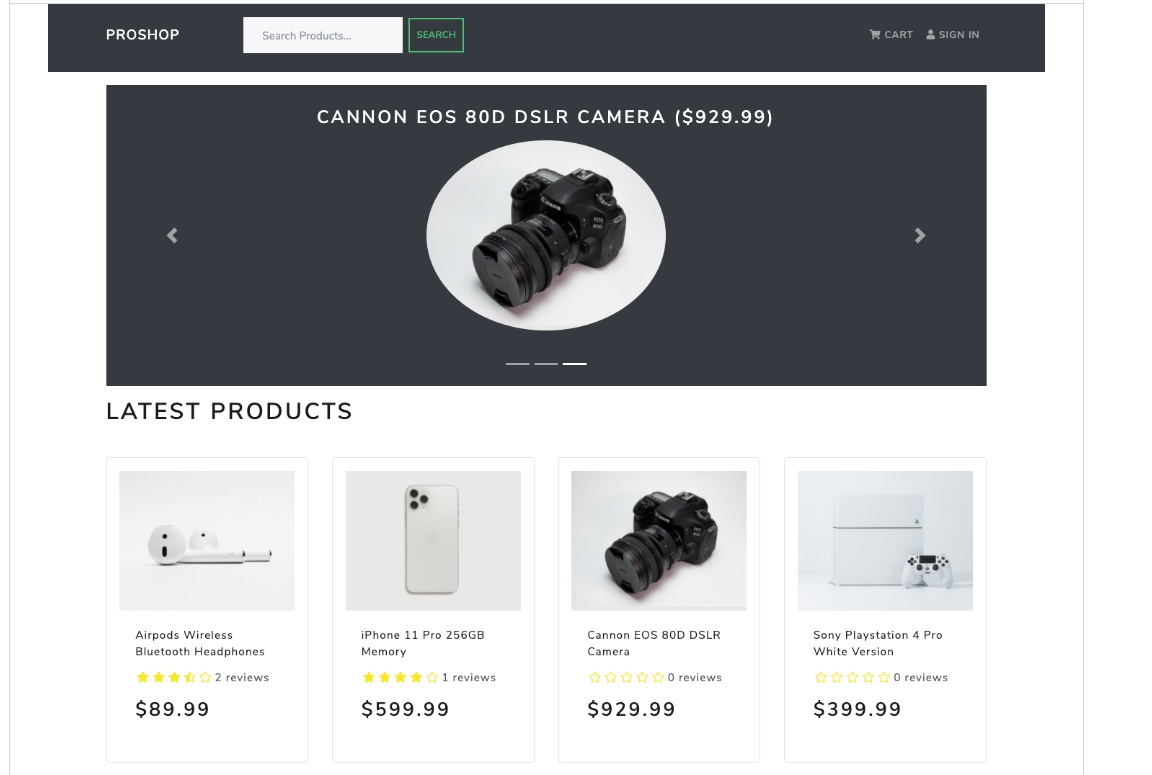 PROSHOP
Search Products...
SEARCH
CART
SIGN IN
CANNON EOS 80D DSLR CAMERA ($929.99)
Canon
LATEST PRODUCTS
Airpods Wireless
Bluetooth Headphones
2 reviews
$89.99
iPhone 11 Pro 256GB
Memory
1 reviews
$599.99
Cannon EOS 80D DSLR
Camera
0 reviews
$929.99
Sony Playstation 4 Pro
White Version
0 reviews
$399.99